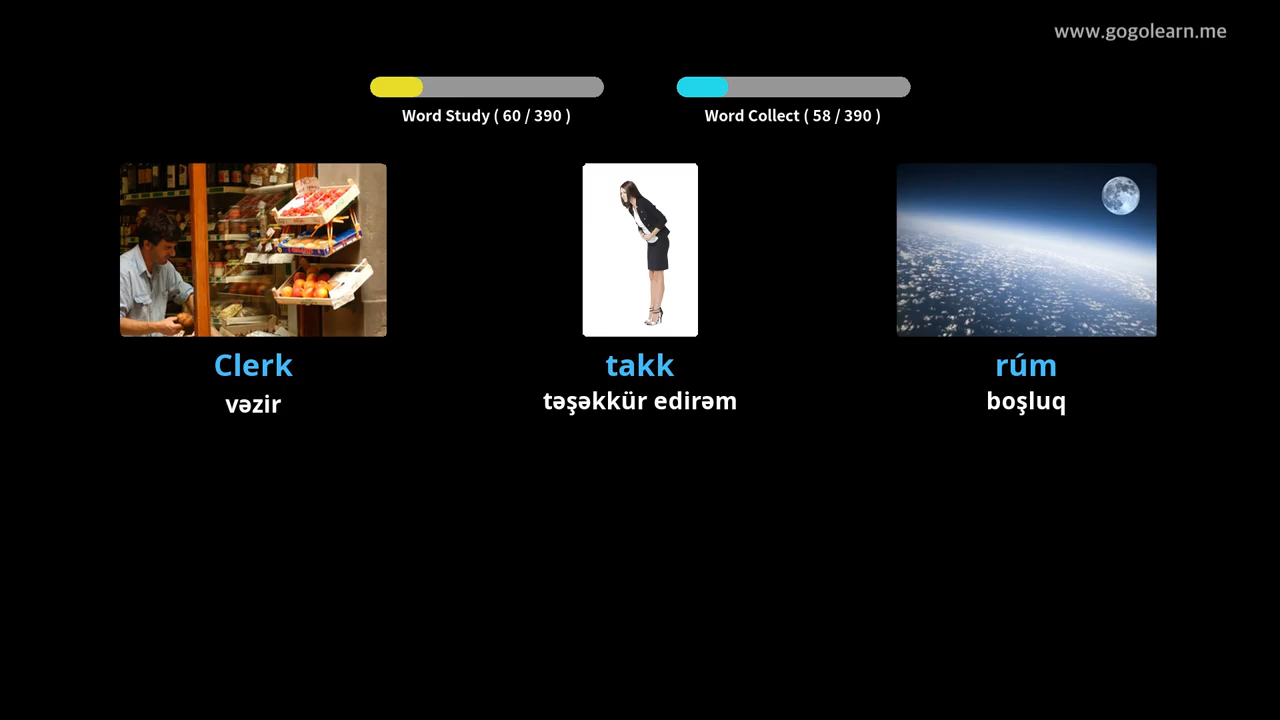 www.gogolearn.me
Word Study ( 60 / 390 )
Word Collect ( 58 / 390 )
Clerk
vəzir
takk
təşəkkür edirəm
rúm
boşluq